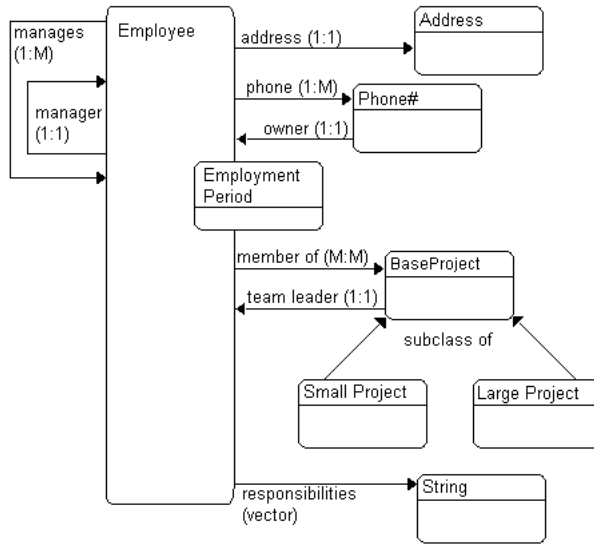 manages
(1:M)
manager
(1:1)
Employee
address (1:1)
Address
phone (1:M)
Phone#
owner (1:1)
Employment
Period
member of (M:M)
BaseProject
team leader (1:1)
subclass of
Small Project
Large Project
responsibilities
(vector)
String